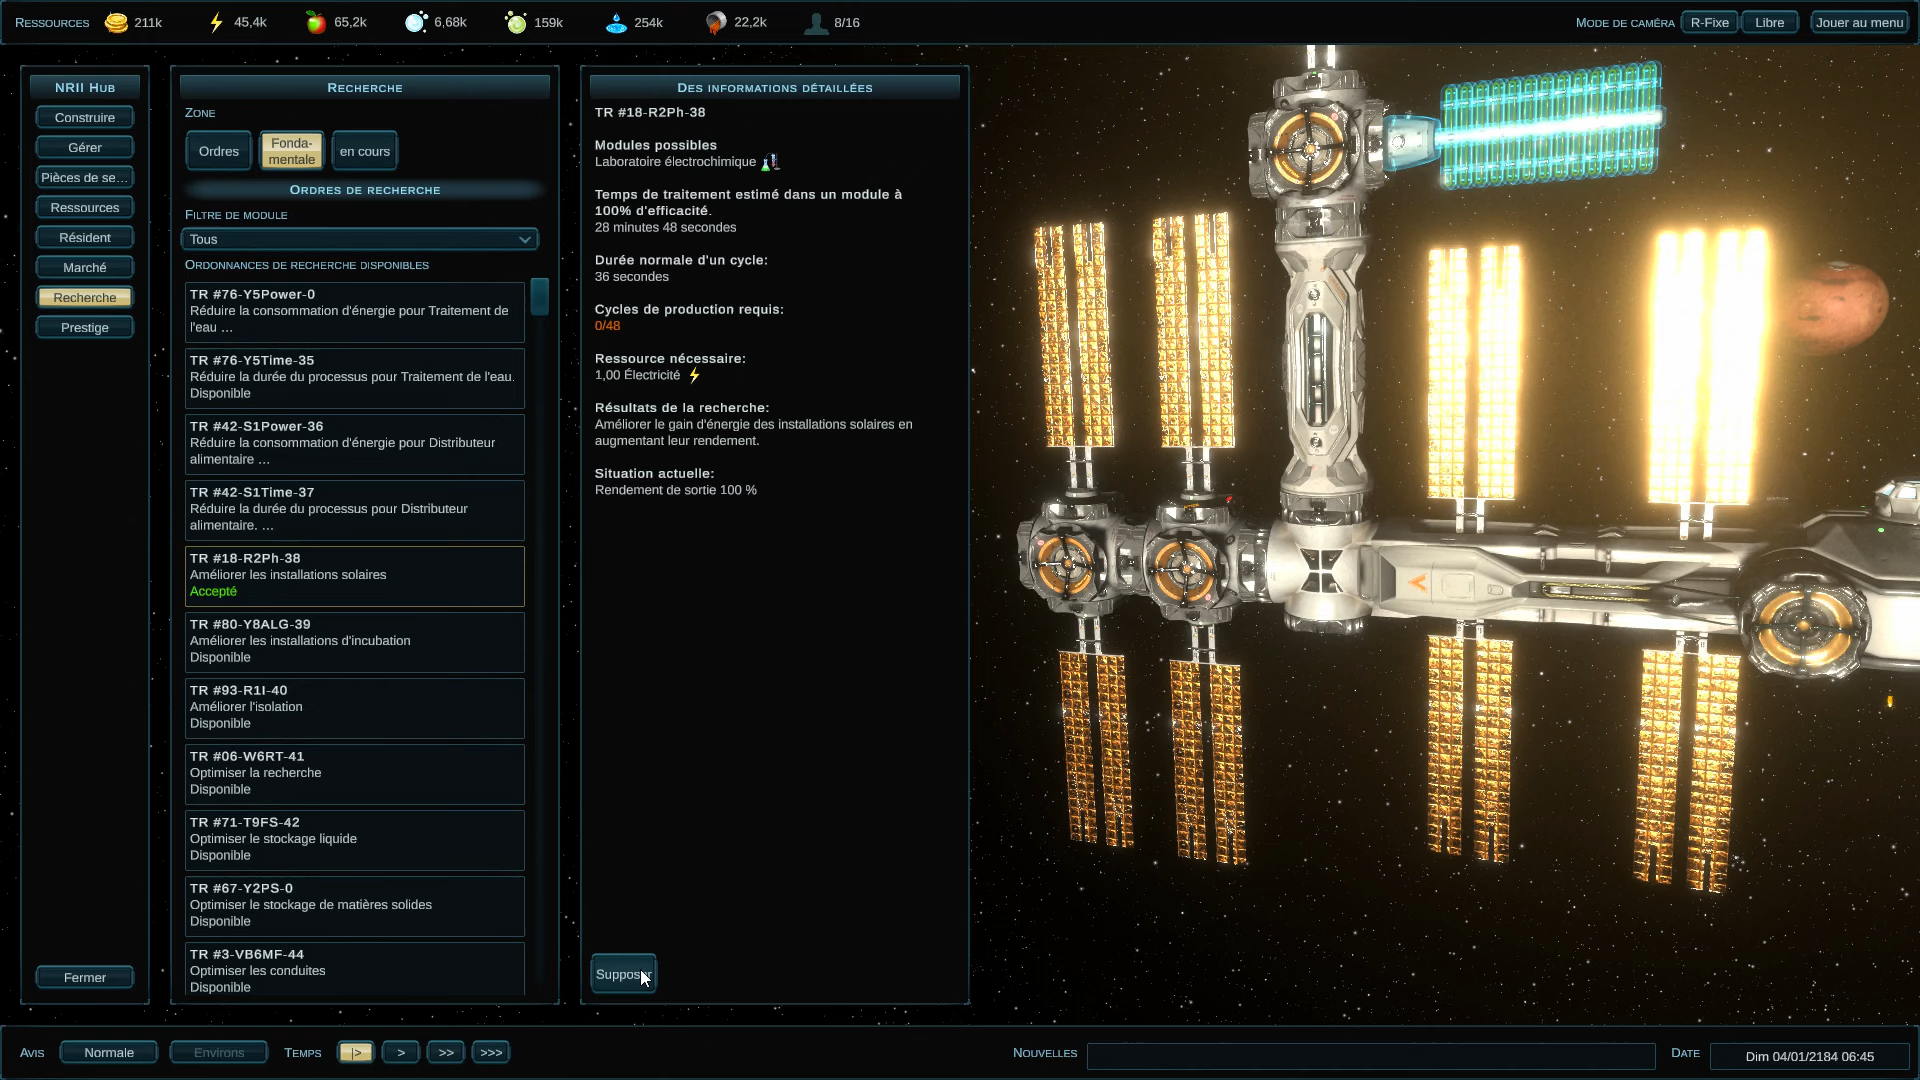 RESSOURCES 211k 45,4k 65,2k 6,68k 159k 254k 22,2k 8/16 MODE DE CAMÉRA R-Fixe Libre Jouer au menu
NRII HUB
Construire
Gérer
Pièces de se...
Ressources
Résident
Marché
Recherche
Prestige
Fermer
RECHERCHE
ZONE
Ordres
Fonda-
mentale
en cours
ORDRES DE RECHERCHE
FILTRE DE MODULE
Tous
ORDONNANCES DE RECHERCHE DISPONIBLES
TR #76-Y5Power-0
Réduire la consommation d'énergie pour Traitement de
l'eau ...
TR #76-Y5Time-35
Réduire la durée du processus pour Traitement de l'eau.
Disponible
TR #42-S1Power-36
Réduire la consommation d'énergie pour Distributeur
alimentaire ...
TR #42-S1Time-37
Réduire la durée du processus pour Distributeur
alimentaire. ...
TR #18-R2Ph-38
Améliorer les installations solaires
Accepté
TR #80-Y8ALG-39
Améliorer les installations d'incubation
Disponible
TR #93-R1I-40
Améliorer l'isolation
Disponible
TR #06-W6RT-41
Optimiser la recherche
Disponible
TR #71-T9FS-42
Optimiser le stockage liquide
Disponible
TR #67-Y2PS-0
Optimiser le stockage de matières solides
Disponible
TR #3-VB6MF-44
Optimiser les conduites
Disponible
DES INFORMATIONS DÉTAILLÉES
TR #18-R2Ph-38
Modules possibles
Laboratoire électrochimique
Temps de traitement estimé dans un module à
100% d'efficacité.
28 minutes 48 secondes
Durée normale d'un cycle:
36 secondes
Cycles de production requis:
0/48
Ressource nécessaire:
1,00 Électricité
Résultats de la recherche:
Améliorer le gain d'énergie des installations solaires en
augmentant leur rendement.
Situation actuelle:
Rendement de sortie 100 %
Supposer
AVIS Normale Environs TEMPS |> > >> >>> NOUVELLES DATE Dim 04/01/2184 06:45